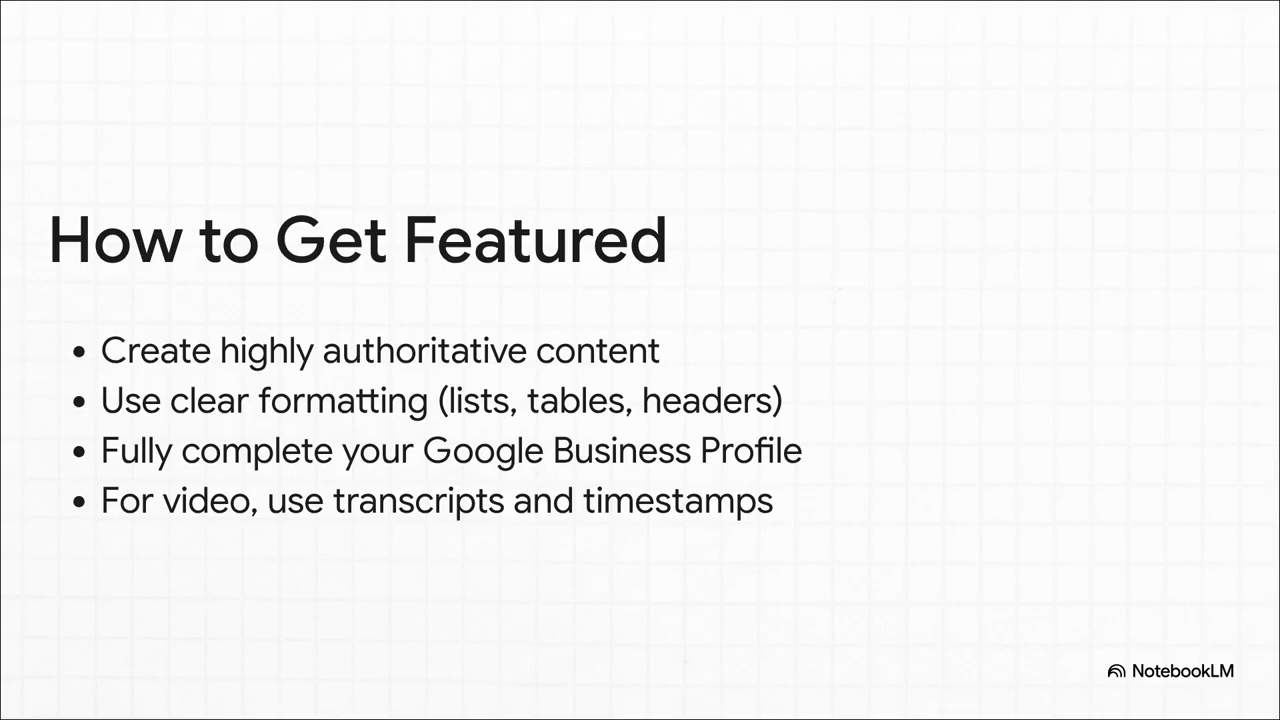 How to Get Featured
• Create highly authoritative content
• Use clear formatting (lists, tables, headers)
• Fully complete your Google Business Profile
• For video, use transcripts and timestamps
NotebookLM